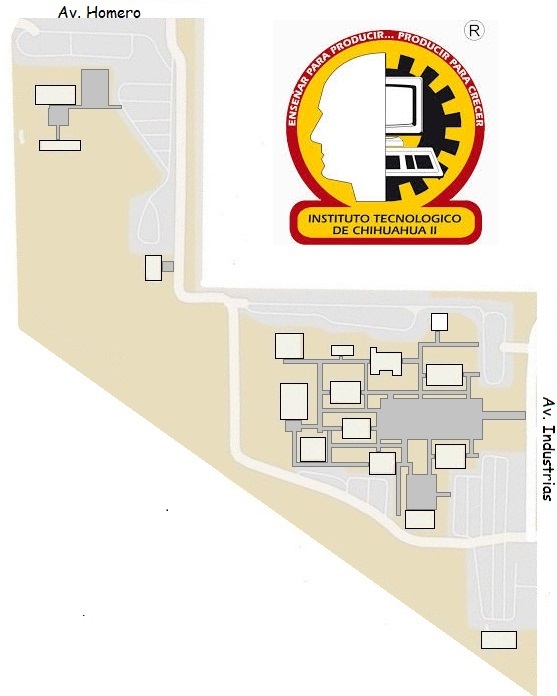 Av. Homero
®
ENSEÑAR PARA PRODUCIR... PRODUCIR PARA CRECER
INSTITUTO TECNOLOGICO
DE CHIHUAHUA II
Av. Industrias